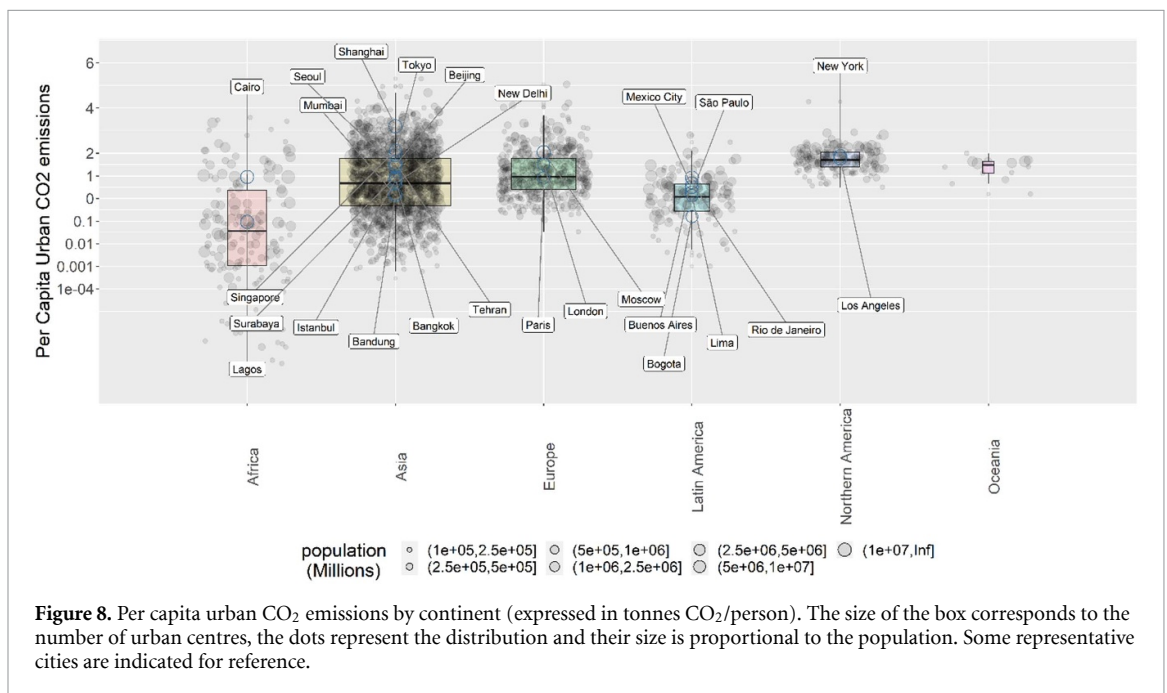 Per Capita Urban CO2 emissions
6
4
2
1
0
0.1
0.01
0.001
1e-04
Shanghai
Tokyo
Seoul
Beijing
Cairo
Mumbai
New Delhi
Mexico City
São Paulo
New York
Singapore
Surabaya
Istanbul
Bandung
Bangkok
Tehran
Paris
London
Moscow
Buenos Aires
Bogota
Lima
Rio de Janeiro
Los Angeles
Lagos
Africa
Asia
Europe
Latin America
Northern America
Oceania
population
(Millions)
(1e+05,2.5e+05]
(2.5e+05,5e+05]
(5e+05,1e+06]
(1e+06,2.5e+06]
(2.5e+06,5e+06]
(5e+06,1e+07]
(1e+07,Inf]
Figure 8. Per capita urban CO₂ emissions by continent (expressed in tonnes CO₂/person). The size of the box corresponds to the
number of urban centres, the dots represent the distribution and their size is proportional to the population. Some representative
cities are indicated for reference.